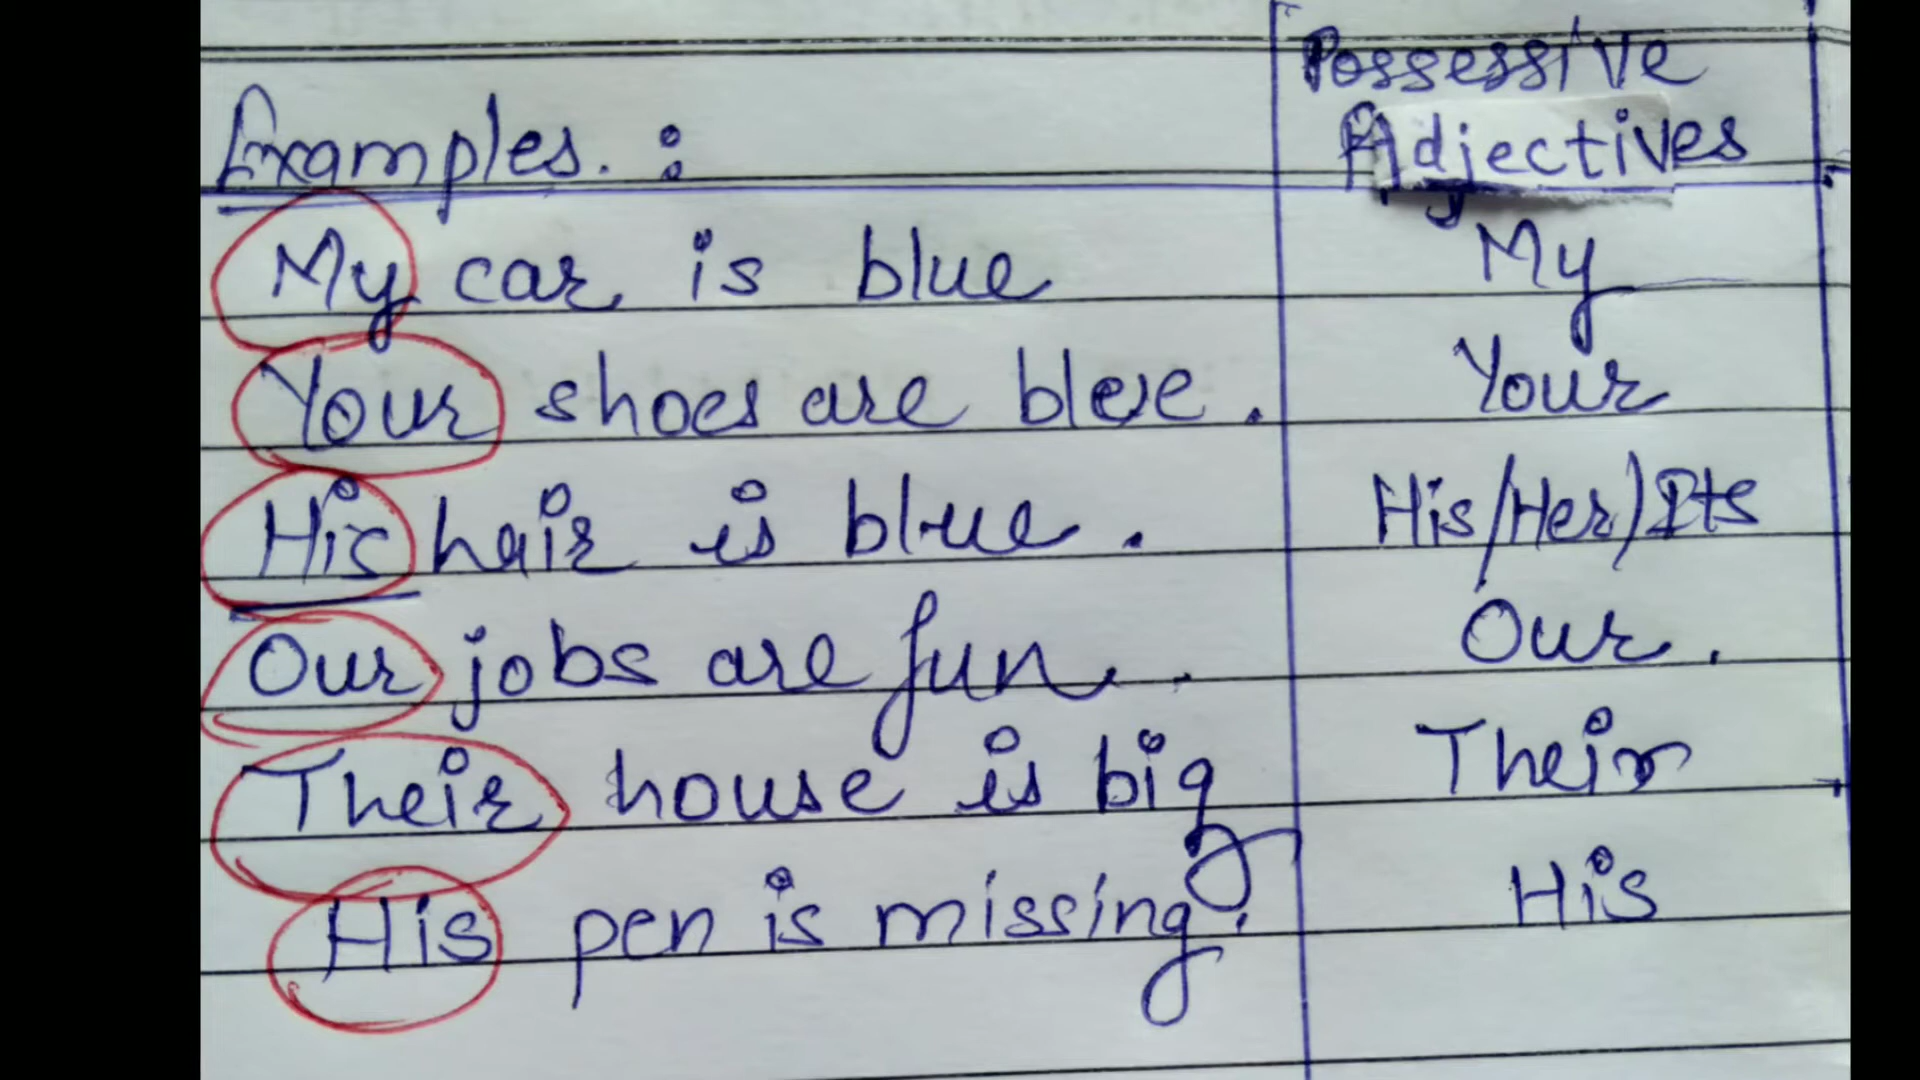 Possessive
Examples. : Adjectives
My car is blue My
Your shoes are blue. Your
His hair is blue. His/Her/Its
Our jobs are fun. Our.
Their house is big Their
His pen is missing. His